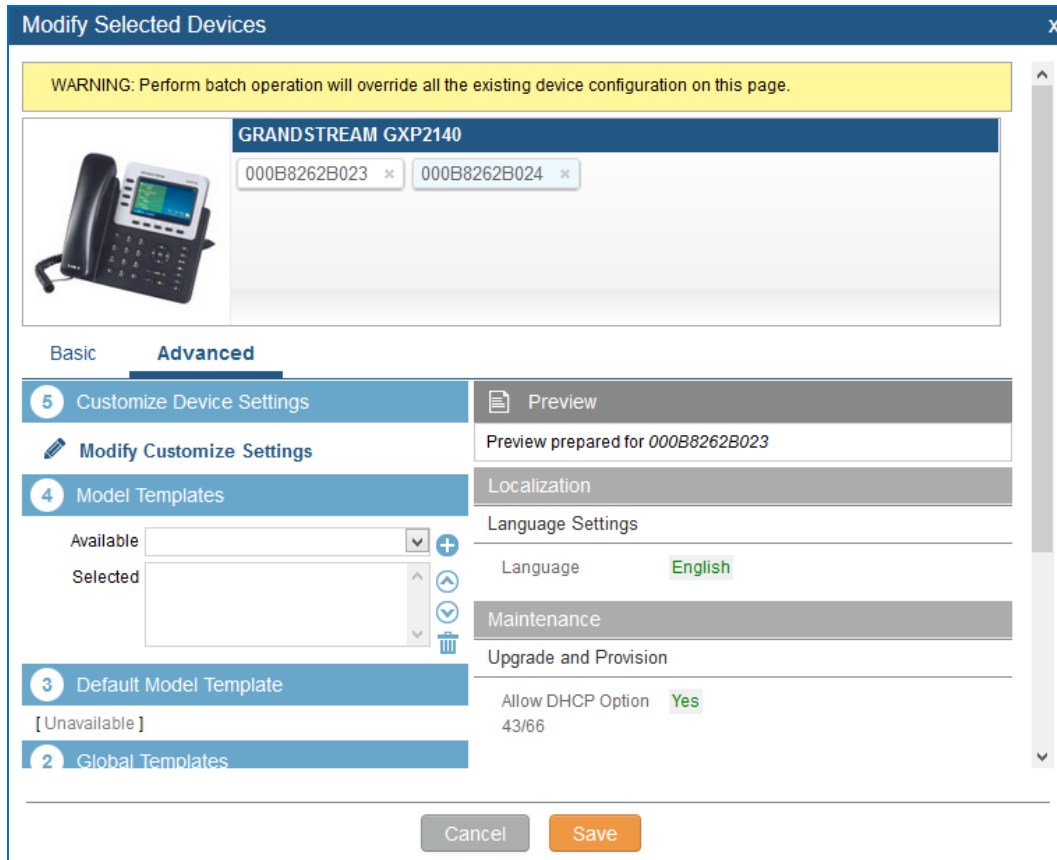 Modify Selected Devices x
WARNING: Perform batch operation will override all the existing device configuration on this page.
GRANDSTREAM GXP2140
000B8262B023 × 000B8262B024 ×
Basic Advanced
5 Customize Device Settings
Modify Customize Settings
4 Model Templates
Available
Selected
3 Default Model Template
[ Unavailable ]
2 Global Templates
Preview
Preview prepared for 000B8262B023
Localization
Language Settings
Language English
Maintenance
Upgrade and Provision
Allow DHCP Option Yes
43/66
Cancel Save